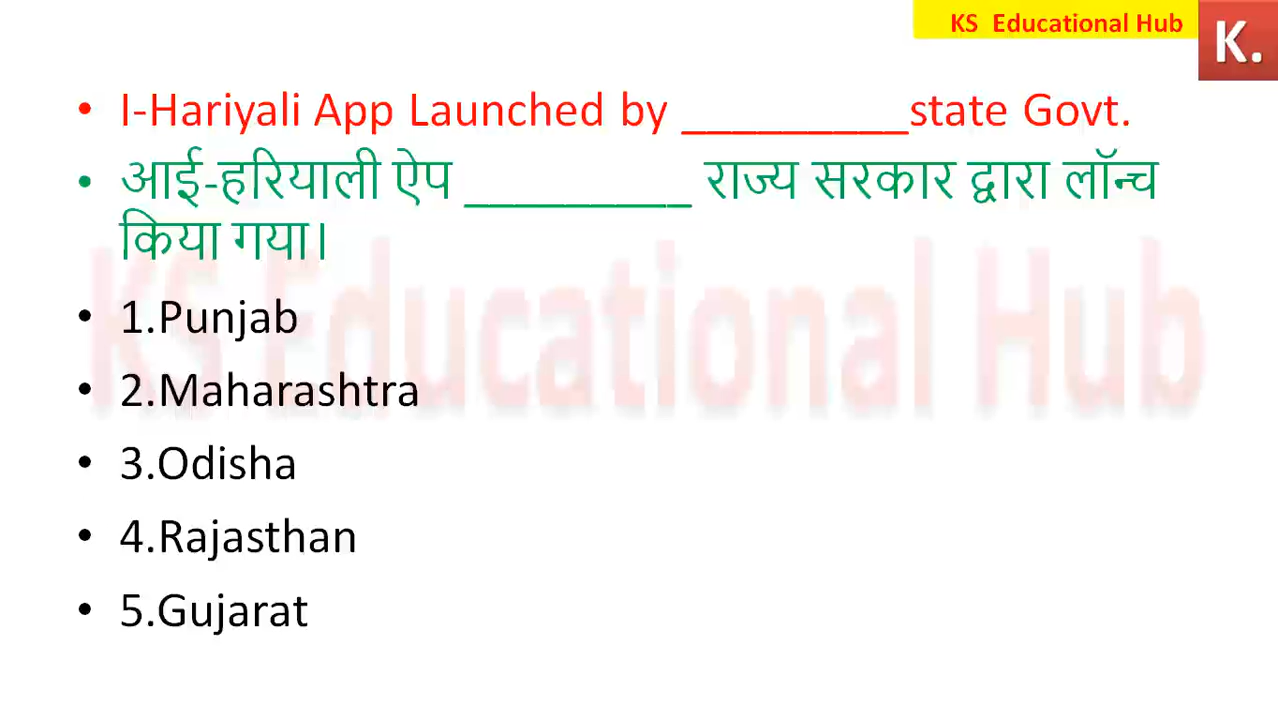 KS Educational Hub
K.
• I-Hariyali App Launched by _________state Govt.
• आई-हरियाली ऐप _________ राज्य सरकार द्वारा लॉन्च
किया गया।
KS Educational Hub
• 1.Punjab
• 2.Maharashtra
• 3.Odisha
• 4.Rajasthan
• 5.Gujarat